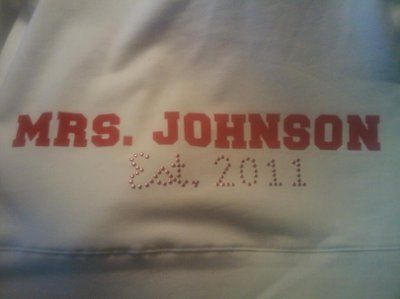 MRS. JOHNSON
Est. 2011